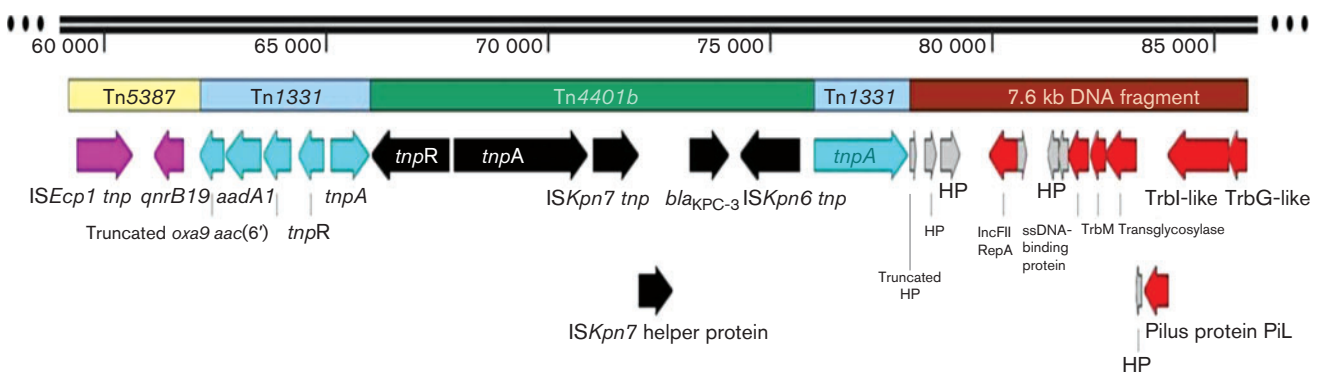 60 000 65 000 70 000 75 000 80 000 85 000
Tn5387 Tn1331 Tn4401b Tn1331 7.6 kb DNA fragment
tnpR tnpA tnpA
ISEcp1 tnp qnrB19 aadA1 tnpA ISKpn7 tnp blaKPC-3 ISKpn6 tnp HP HP TrbI-like TrbG-like
Truncated oxa9 aac(6′) tnpR HP IncFII RepA ssDNA-binding protein TrbM Transglycosylase
Truncated HP
ISKpn7 helper protein Pilus protein PiL
HP